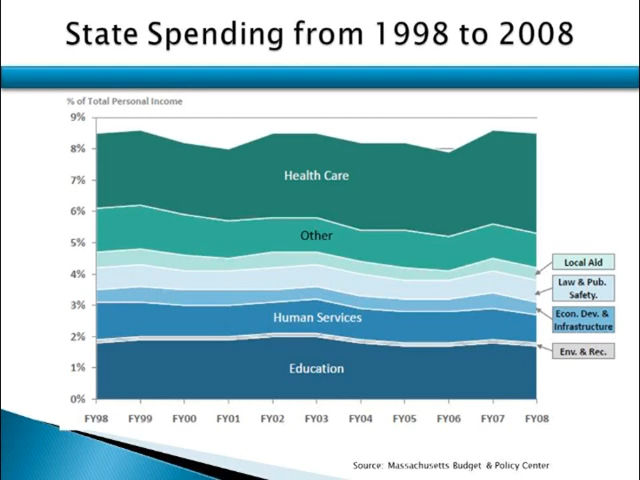 State Spending from 1998 to 2008
% of Total Personal Income
9%
8%
7%
6%
5%
4%
3%
2%
1%
0%
Health Care
Other
Human Services
Education
Local Aid
Law & Pub.
Safety.
Econ. Dev. &
Infrastructure
Env. & Rec.
FY98 FY99 FY00 FY01 FY02 FY03 FY04 FY05 FY06 FY07 FY08
Source: Massachusetts Budget & Policy Center